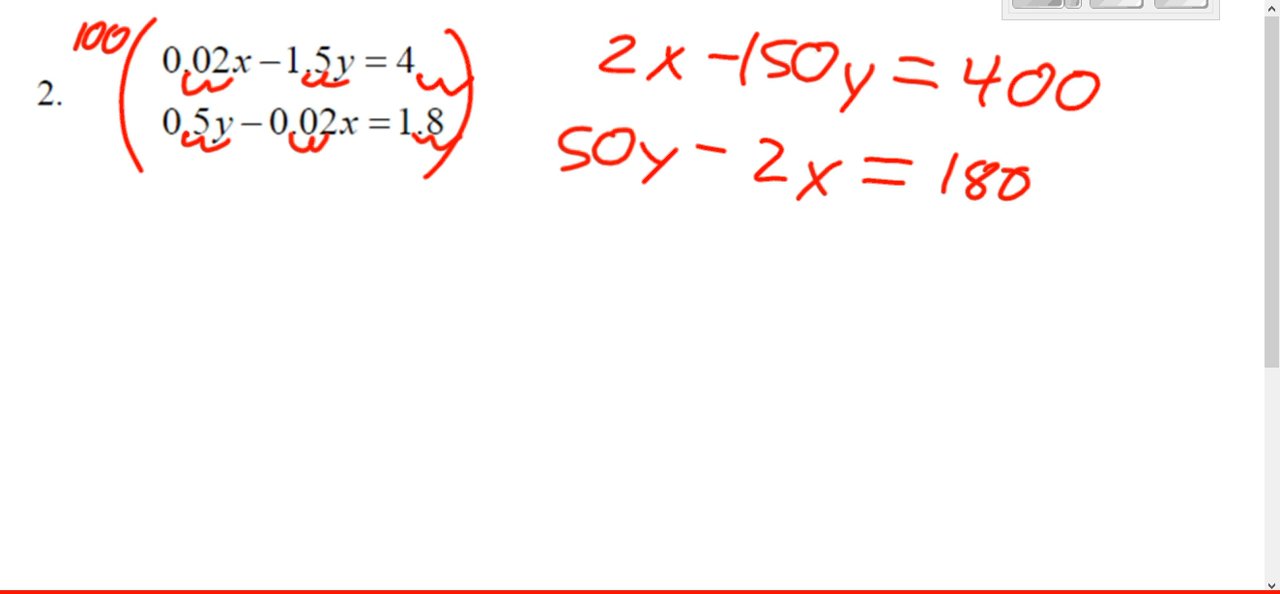 100
2.
0.02x − 1.5y = 4
0.5y − 0.02x = 1.8
2x - 150y = 400
50y - 2x = 180